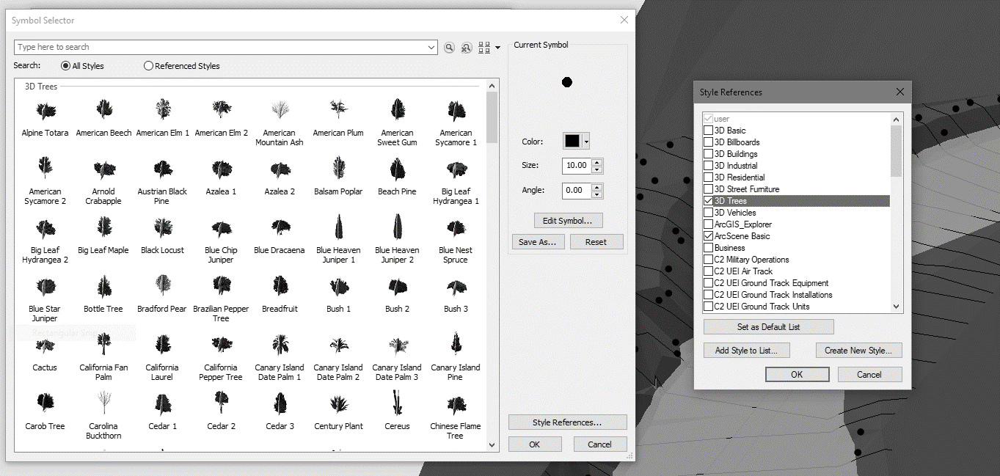 Symbol Selector
Type here to search
Search:
All Styles
Referenced Styles
3D Trees
Alpine Totara
American Beech
American Elm 1
American Elm 2
American
Mountain Ash
American Plum
American
Sweet Gum
American
Sycamore 1
American
Sycamore 2
Arnold
Crabapple
Austrian Black
Pine
Azalea 1
Azalea 2
Balsam Poplar
Beach Pine
Big Leaf
Hydrangea 1
Big Leaf
Hydrangea 2
Big Leaf Maple
Black Locust
Blue Chip
Juniper
Blue Dracaena
Blue Heaven
Juniper 1
Blue Heaven
Juniper 2
Blue Nest
Spruce
Blue Star
Juniper
Bottle Tree
Bradford Pear
Brazilian Pepper
Tree
Breadfruit
Bush 1
Bush 2
Bush 3
Rectangular Snip
Cactus
California Fan
Palm
California
Laurel
California
Pepper Tree
Canary Island
Date Palm 1
Canary Island
Date Palm 2
Canary Island
Date Palm 3
Canary Island
Pine
Carob Tree
Carolina
Buckthorn
Cedar 1
Cedar 2
Cedar 3
Century Plant
Cereus
Chinese Flame
Tree
Current Symbol
Color:
Size:
10.00
Angle:
0.00
Edit Symbol...
Save As...
Reset
Style References...
OK
Cancel
Style References
user
3D Basic
3D Billboards
3D Buildings
3D Industrial
3D Residential
3D Street Furniture
3D Trees
3D Vehicles
ArcGIS_Explorer
ArcScene Basic
Business
C2 Military Operations
C2 UEI Air Track
C2 UEI Ground Track Equipment
C2 UEI Ground Track Installations
C2 UEI Ground Track Units
Set as Default List
Add Style to List...
Create New Style...
OK
Cancel